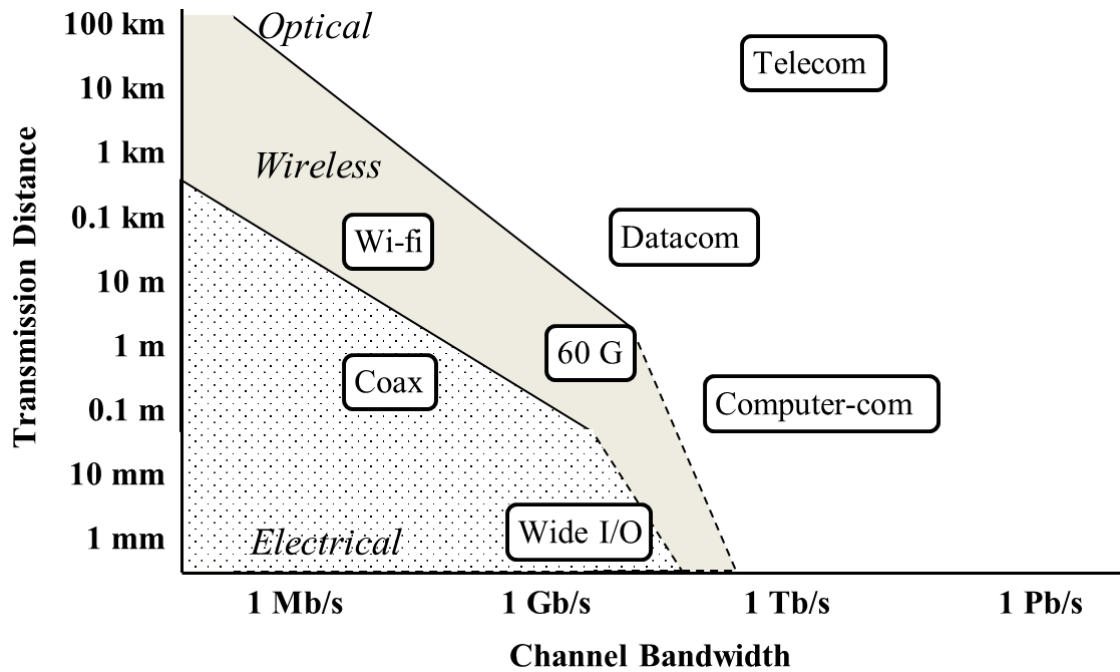 100 km
Optical
Telecom
10 km
1 km
Wireless
0.1 km
Wi-fi
Datacom
10 m
1 m
60 G
Coax
Computer-com
0.1 m
10 mm
Wide I/O
1 mm
Electrical
Transmission Distance
1 Mb/s
1 Gb/s
1 Tb/s
1 Pb/s
Channel Bandwidth